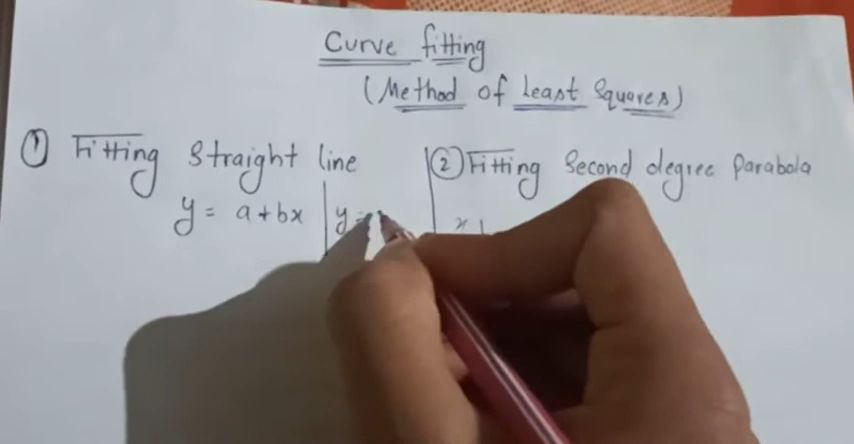 Curve fitting
(Method of Least Squares)
① Fitting Straight line
y = a + bx | y =
② Fitting Second degree Parabola
x